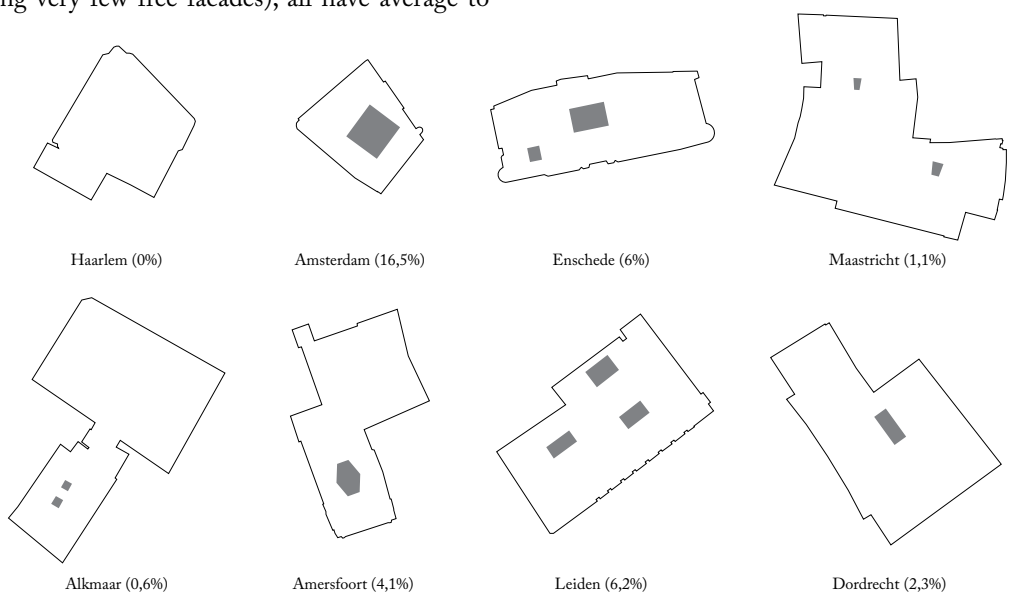 ng very few free facades), all have average to
Haarlem (0%)
Amsterdam (16,5%)
Enschede (6%)
Maastricht (1,1%)
Alkmaar (0,6%)
Amersfoort (4,1%)
Leiden (6,2%)
Dordrecht (2,3%)